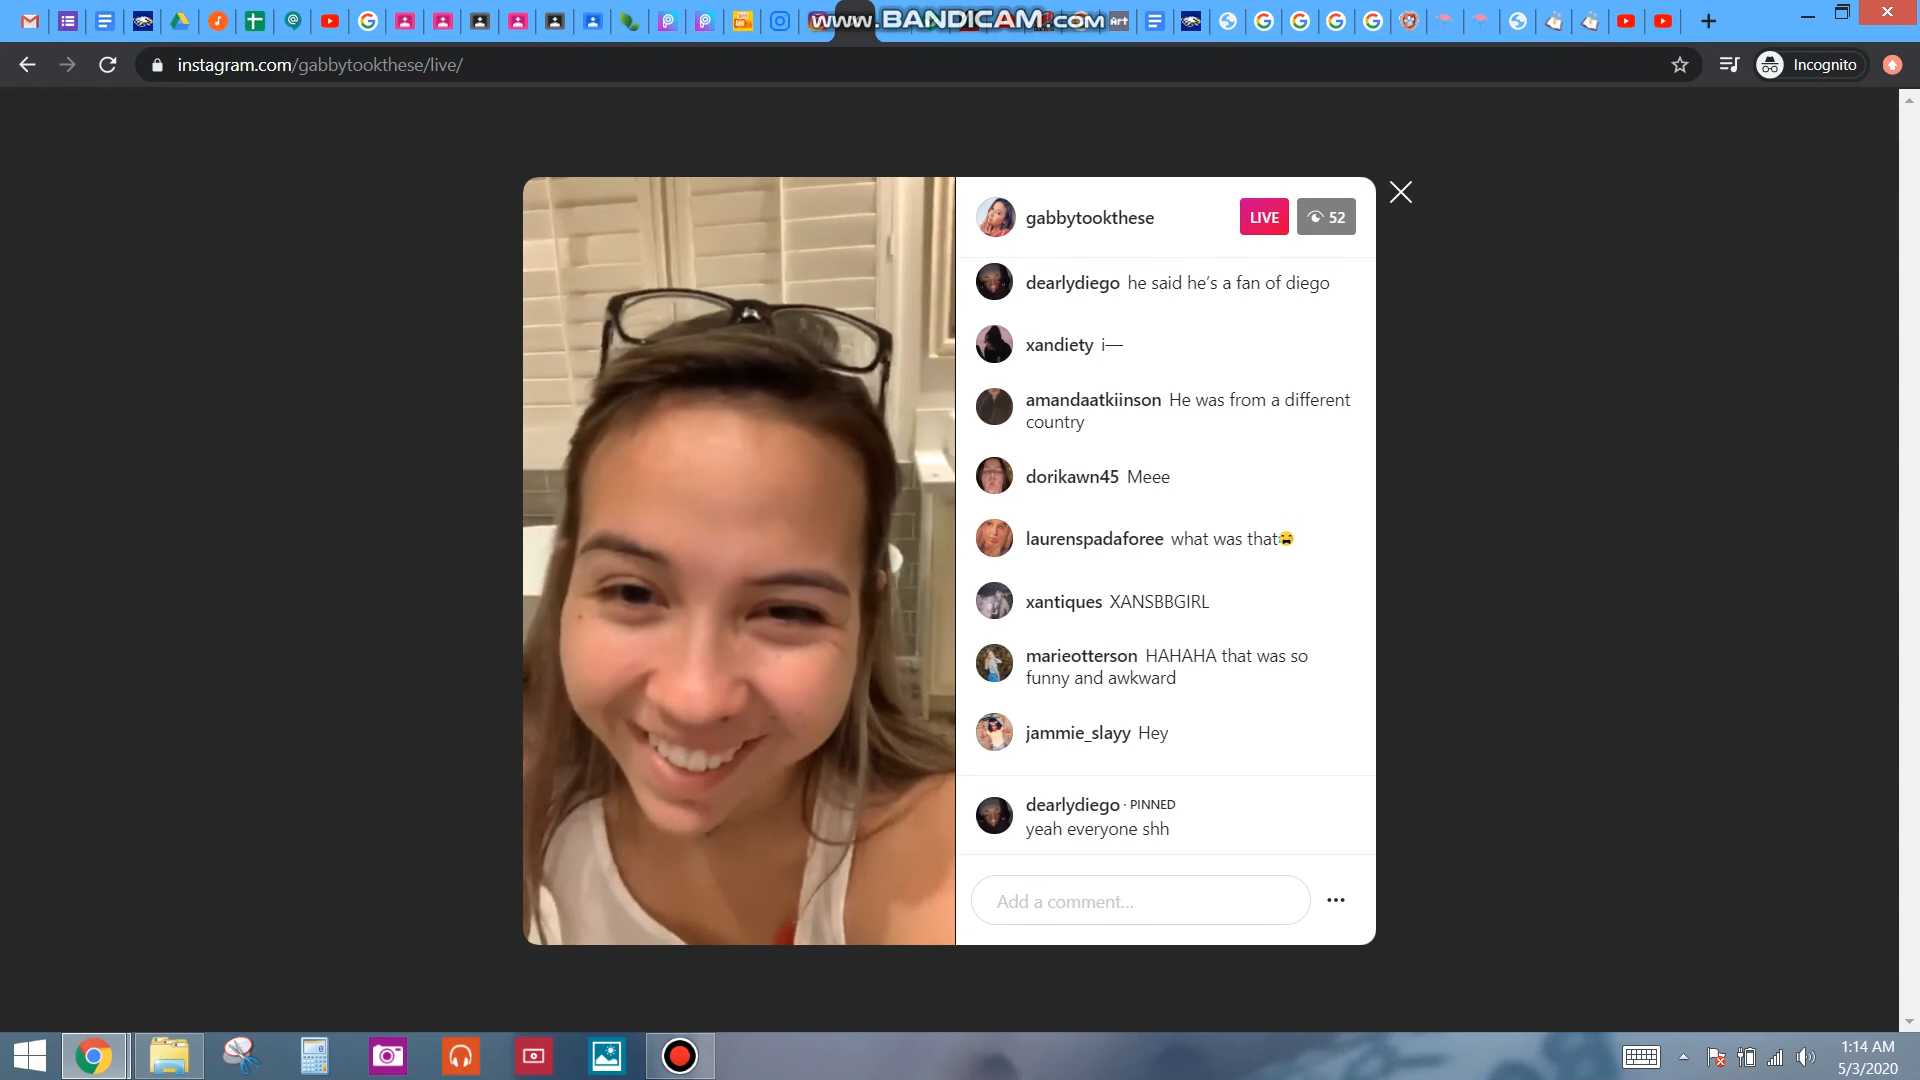 www.BANDICAM.com
Art
instagram.com/gabbytookthese/live/
Incognito
gabbytookthese
LIVE
52
dearlydiego he said he’s a fan of diego
xandiety i—
amandaatkiinson He was from a different
country
dorikawn45 Meee
laurenspadaforee what was that😫
xantiques XANSBBGIRL
marieotterson HAHAHA that was so
funny and awkward
jammie_slayy Hey
dearlydiego · PINNED
yeah everyone shh
Add a comment...
1:14 AM
5/3/2020